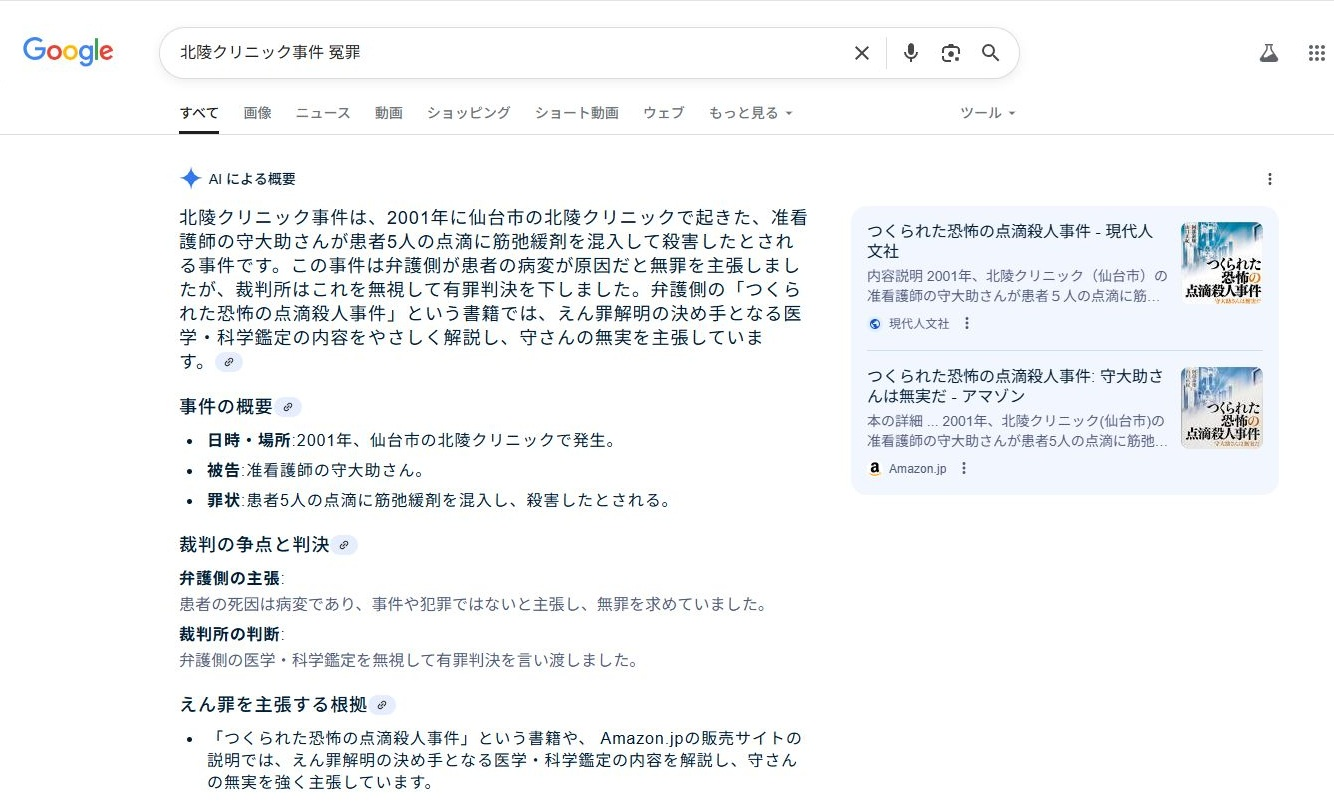 Google
北陵クリニック事件 冤罪
すべて
画像
ニュース
動画
ショッピング
ショート動画
ウェブ
もっと見る
ツール
AI による概要
北陵クリニック事件は、2001年に仙台市の北陵クリニックで起きた、准看
護師の守大助さんが患者5人の点滴に筋弛緩剤を混入して殺害したとされ
る事件です。この事件は弁護側が患者の病変が原因だと無罪を主張しまし
たが、裁判所はこれを無視して有罪判決を下しました。弁護側の「つくら
れた恐怖の点滴殺人事件」という書籍では、えん罪解明の決め手となる医
学・科学鑑定の内容をやさしく解説し、守さんの無実を主張していま
す。
事件の概要
日時・場所:2001年、仙台市の北陵クリニックで発生。
被告:准看護師の守大助さん。
罪状:患者5人の点滴に筋弛緩剤を混入し、殺害したとされる。
裁判の争点と判決
弁護側の主張:
患者の死因は病変であり、事件や犯罪ではないと主張し、無罪を求めていました。
裁判所の判断:
弁護側の医学・科学鑑定を無視して有罪判決を言い渡しました。
えん罪を主張する根拠
「つくられた恐怖の点滴殺人事件」という書籍や、 Amazon.jpの販売サイトの
説明では、えん罪解明の決め手となる医学・科学鑑定の内容を解説し、守さん
の無実を強く主張しています。
つくられた恐怖の点滴殺人事件 - 現代人
文社
内容説明 2001年、北陵クリニック（仙台市）の
准看護師の守大助さんが患者５人の点滴に筋...
現代人文社
つくられた
恐怖の
点滴殺人事件
守大助さんは無実だ
つくられた恐怖の点滴殺人事件: 守大助さ
んは無実だ - アマゾン
本の詳細 ... 2001年、北陵クリニック(仙台市)の
准看護師の守大助さんが患者5人の点滴に筋弛...
Amazon.jp
つくられた
恐怖の
点滴殺人事件
守大助さんは無実だ